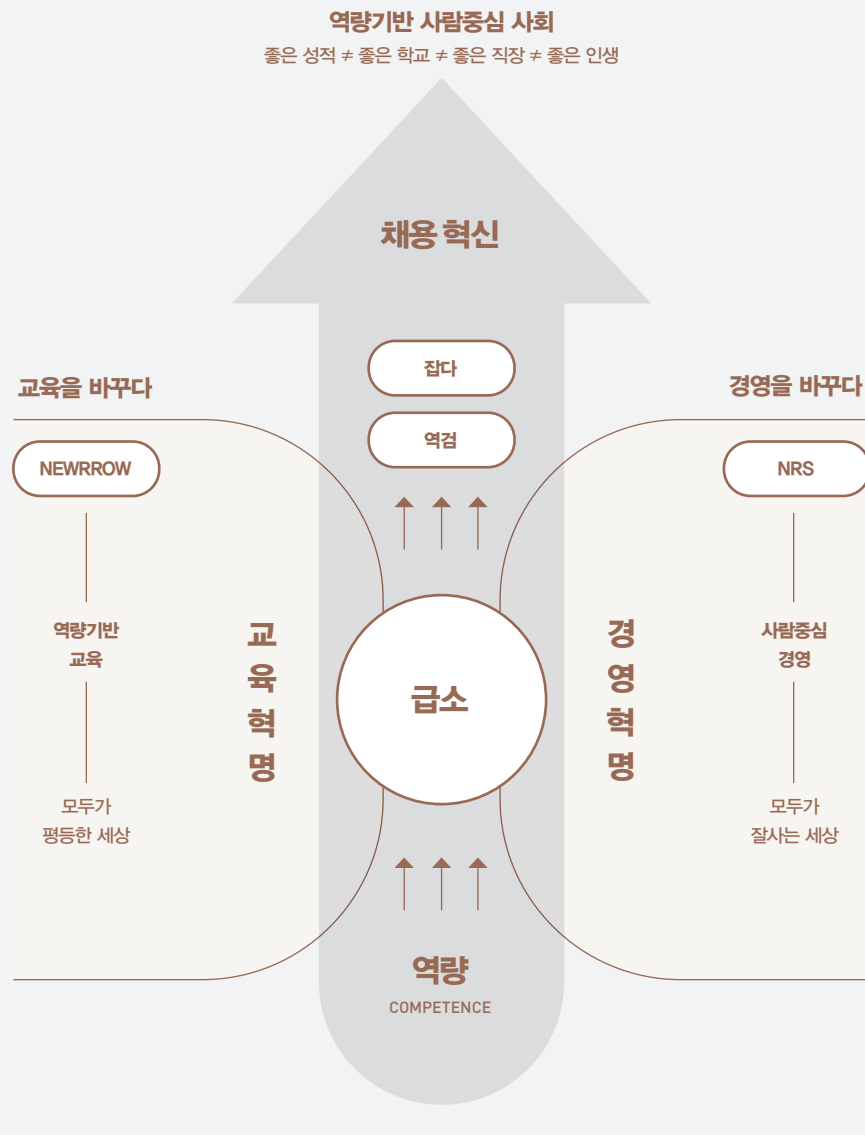 역량기반 사람중심 사회
좋은 성적 ≠ 좋은 학교 ≠ 좋은 직장 ≠ 좋은 인생
채용 혁신
잡다
역검
교육을 바꾸다
NEWRROW
역량기반
교육
모두가
평등한 세상
교
육
혁
명
급소
경
영
혁
명
경영을 바꾸다
NRS
사람중심
경영
모두가
잘사는 세상
역량
COMPETENCE